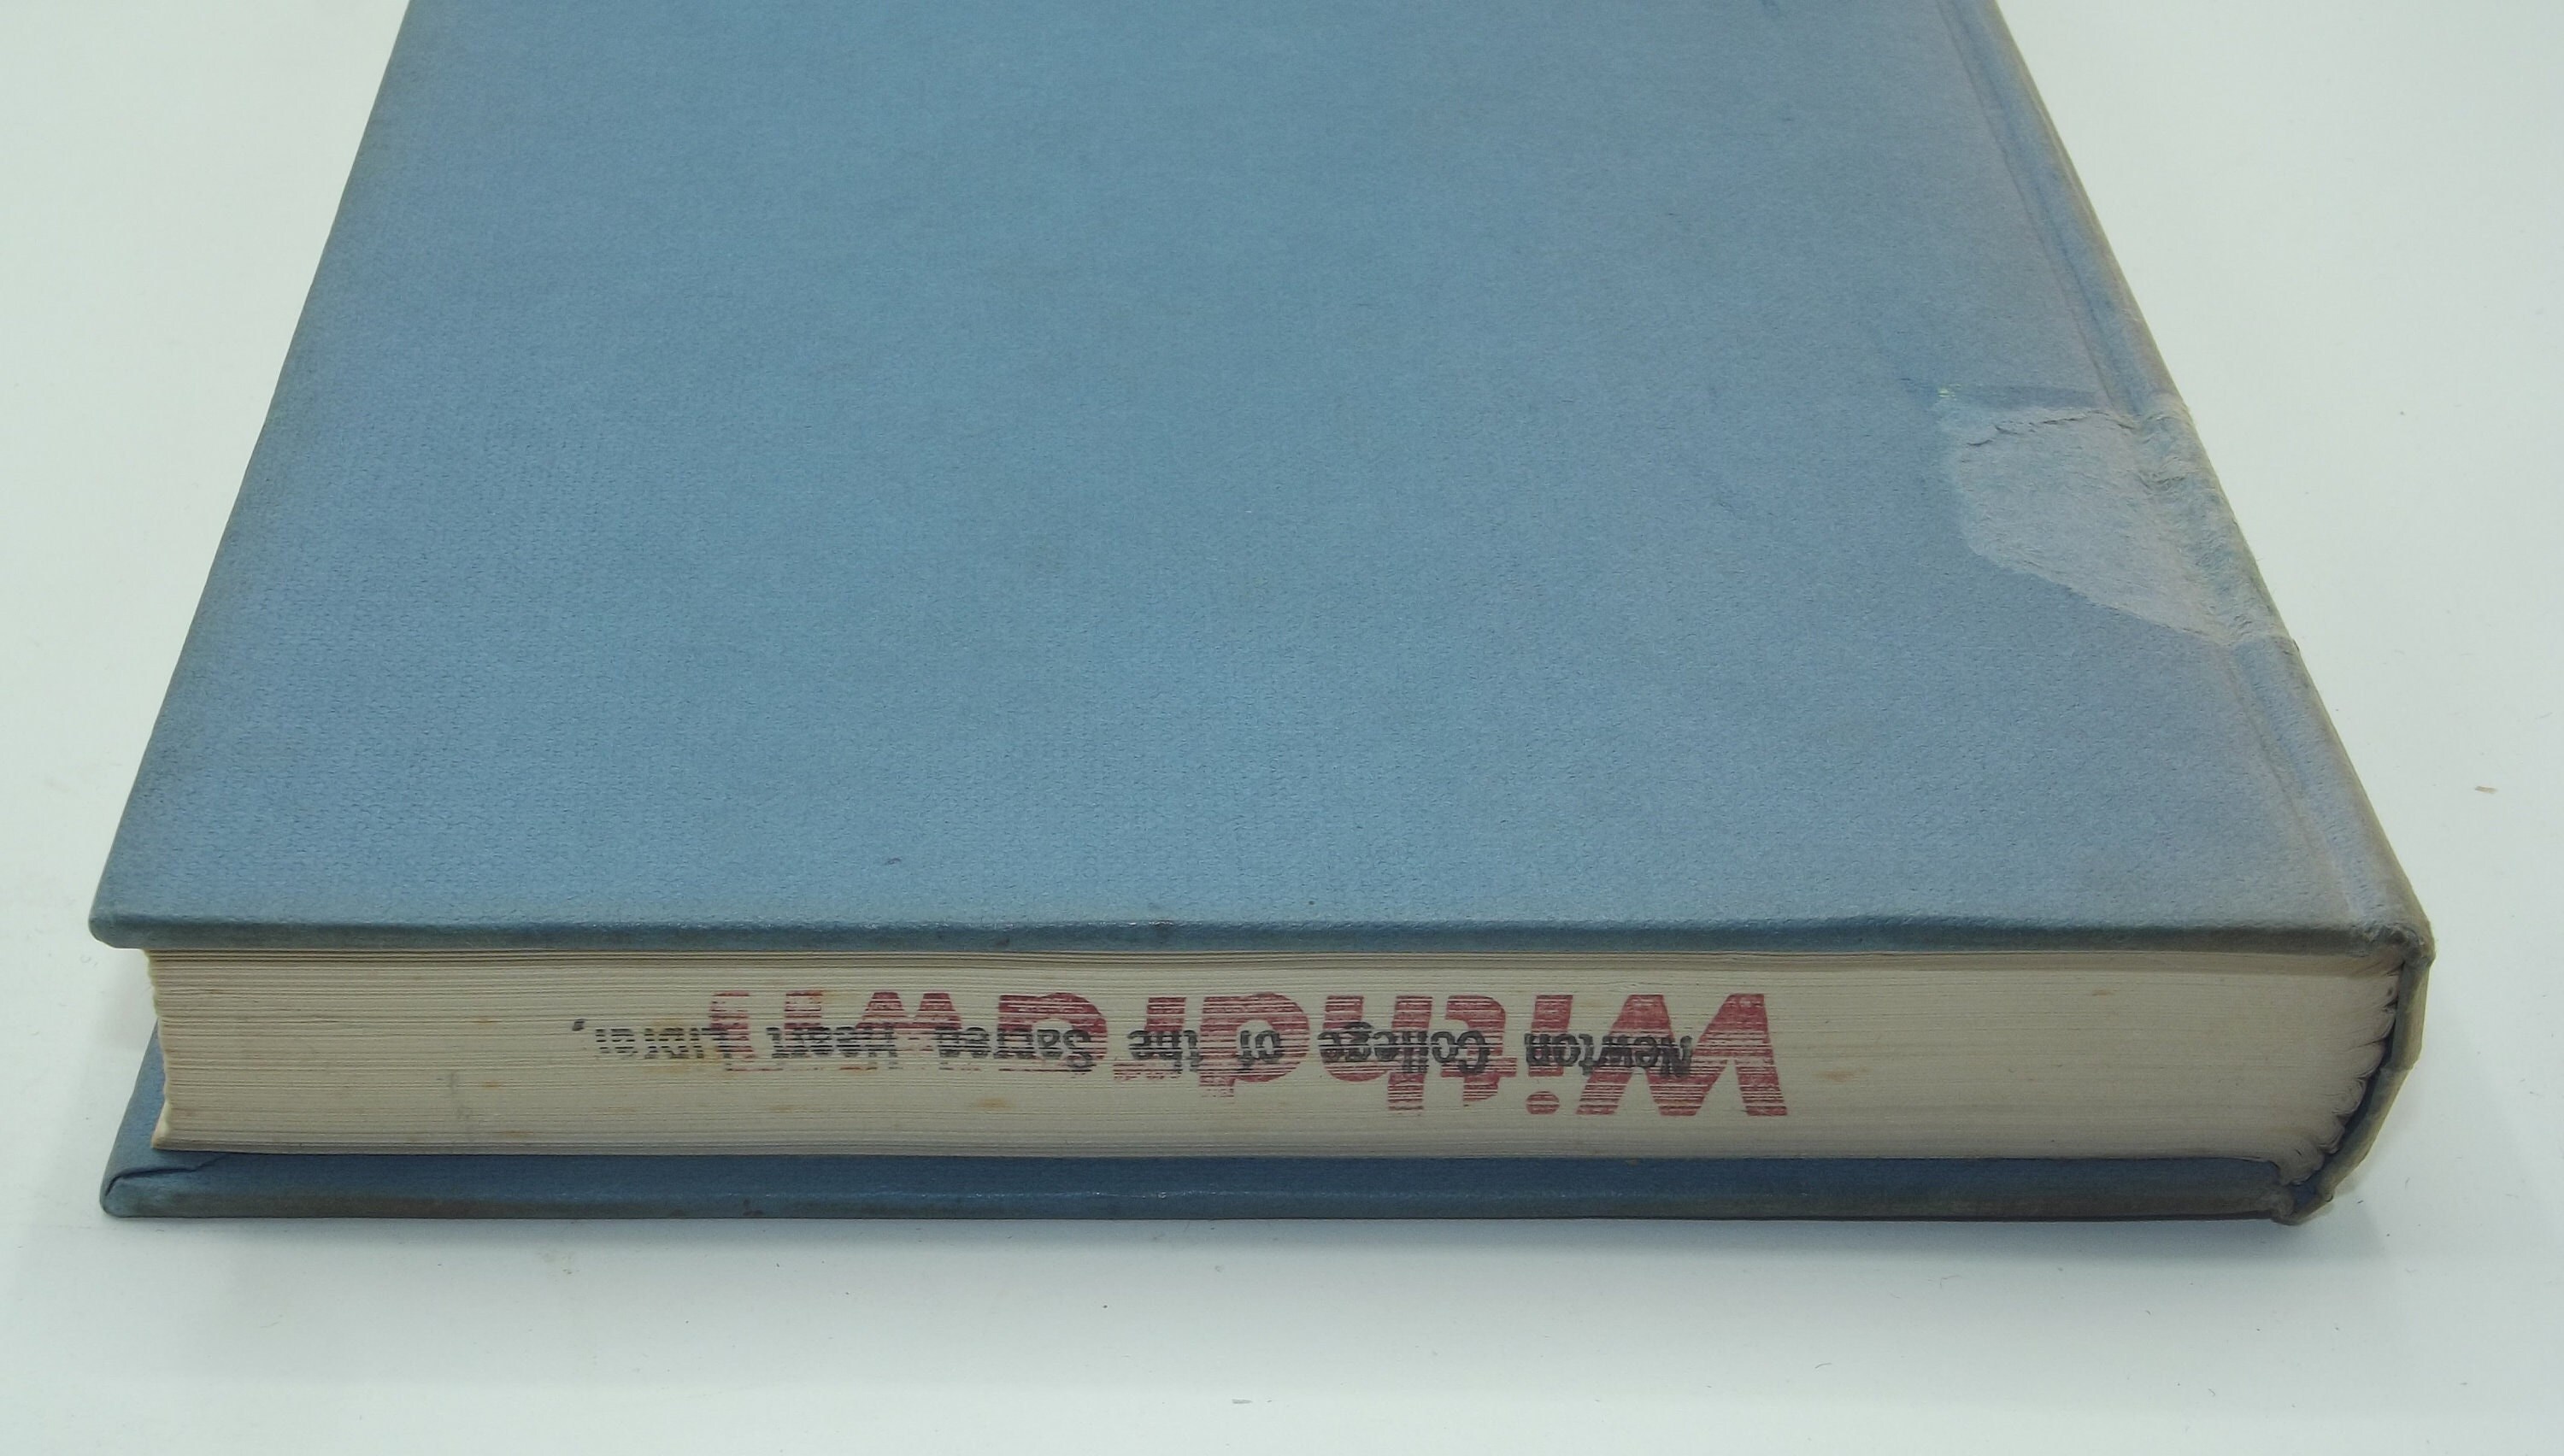 Withdrawn
Newton College of the Sacred Heart Library